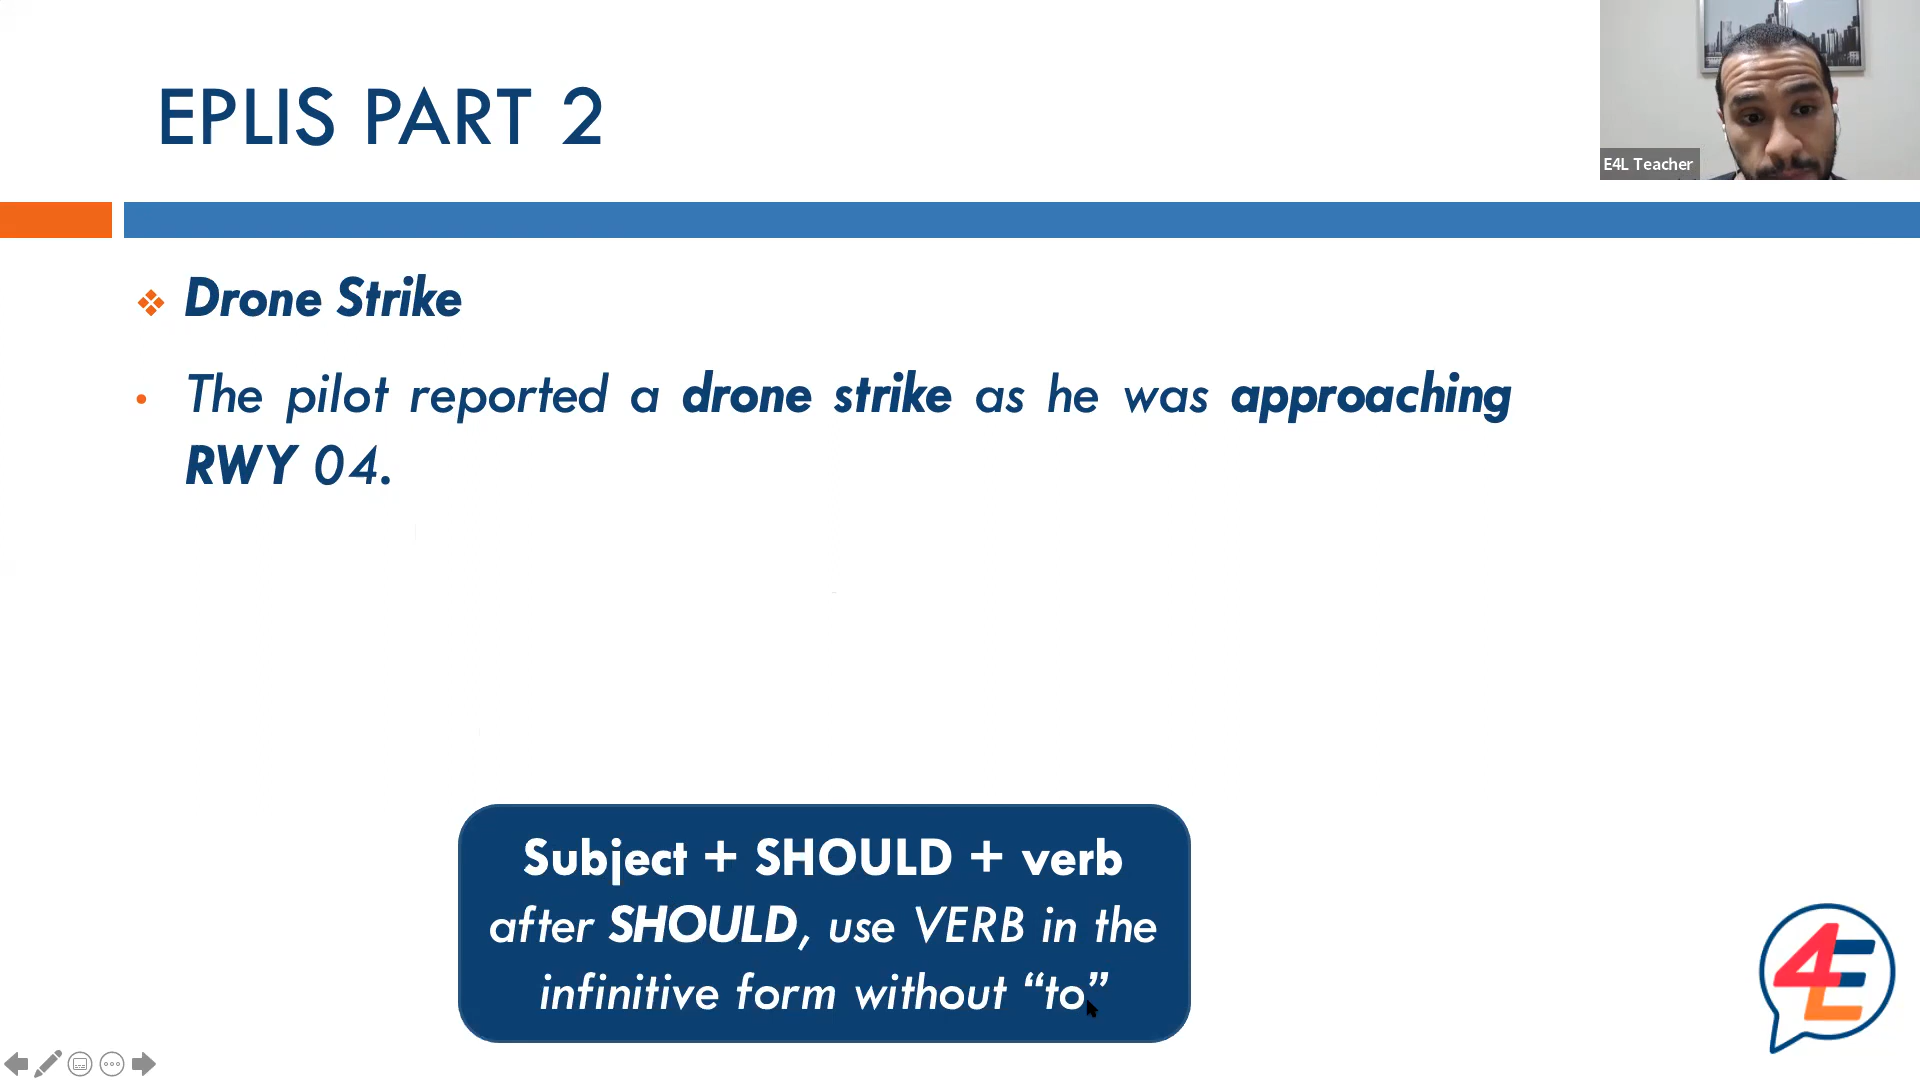 EPLIS PART 2
E4L Teacher
Drone Strike
The pilot reported a drone strike as he was approaching
RWY 04.
Subject + SHOULD + verb
after SHOULD, use VERB in the
infinitive form without “to”
4E